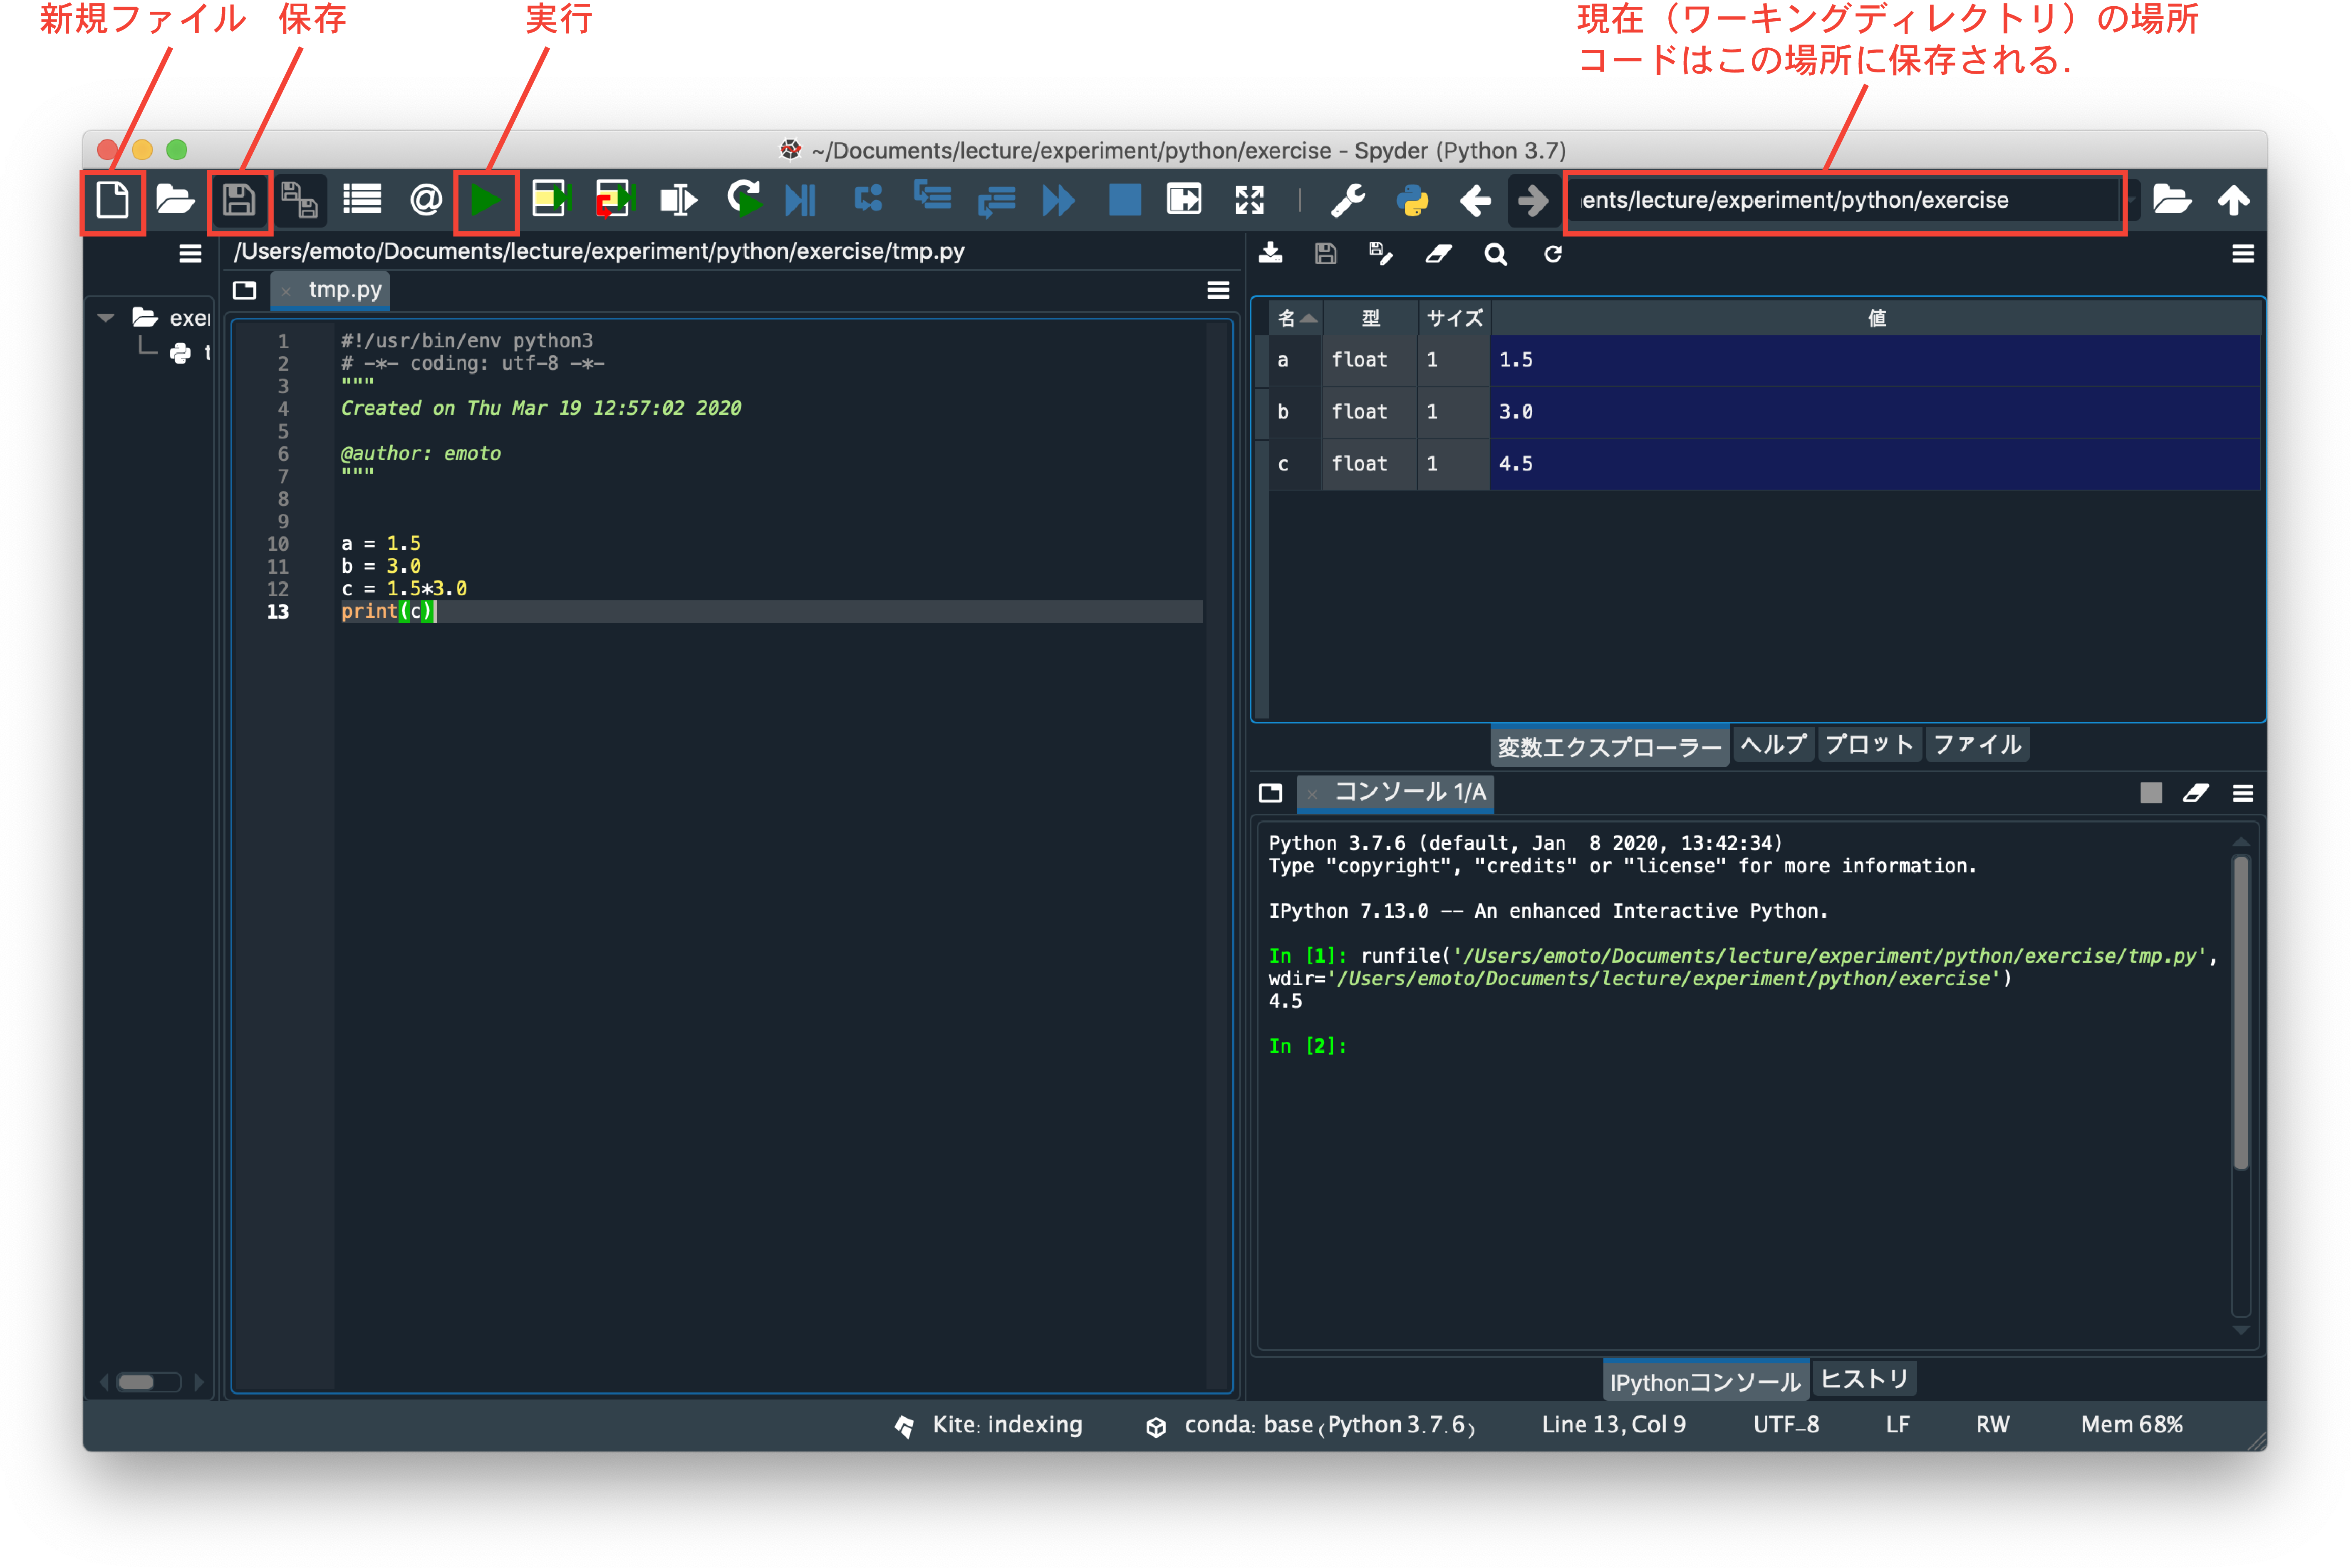 新規ファイル
保存
実行
現在（ワーキングディレクトリ）の場所
コードはこの場所に保存される.
~/Documents/lecture/experiment/python/exercise - Spyder (Python 3.7)
ents/lecture/experiment/python/exercise
/Users/emoto/Documents/lecture/experiment/python/exercise/tmp.py
tmp.py
exer
t
1 #!/usr/bin/env python3
2 # -*- coding: utf-8 -*-
3 """
4 Created on Thu Mar 19 12:57:02 2020
5
6 @author: emoto
7 """
8
9
10 a = 1.5
11 b = 3.0
12 c = 1.5*3.0
13 print(c)
名 型 サイズ 値
a float 1 1.5
b float 1 3.0
c float 1 4.5
変数エクスプローラー ヘルプ プロット ファイル
コンソール 1/A
Python 3.7.6 (default, Jan  8 2020, 13:42:34)
Type "copyright", "credits" or "license" for more information.
IPython 7.13.0 -- An enhanced Interactive Python.
In [1]: runfile('/Users/emoto/Documents/lecture/experiment/python/exercise/tmp.py',
wdir='/Users/emoto/Documents/lecture/experiment/python/exercise')
4.5
In [2]:
IPythonコンソール ヒストリ
Kite: indexing conda: base (Python 3.7.6) Line 13, Col 9 UTF-8 LF RW Mem 68%